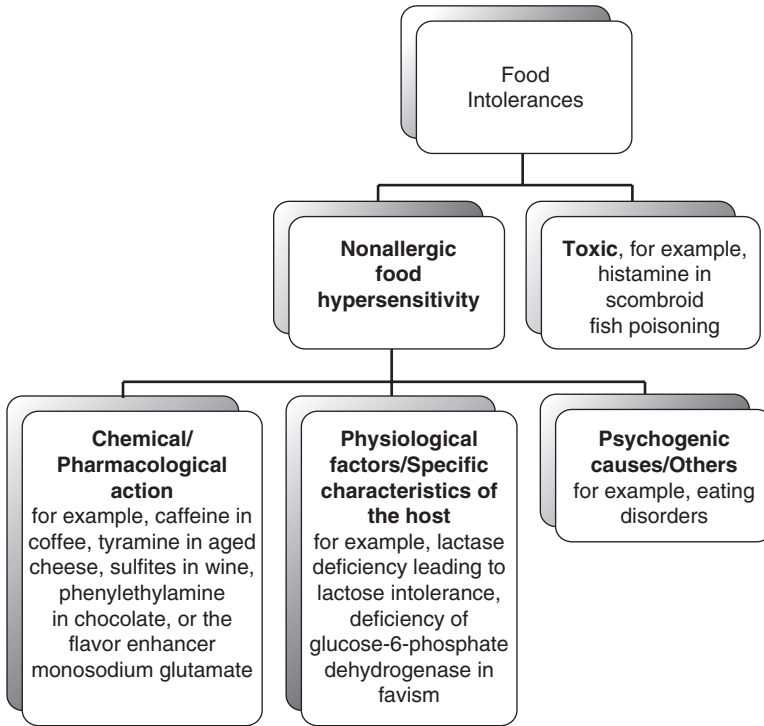 Food
Intolerances
Nonallergic
food
hypersensitivity
Toxic, for example,
histamine in
scombroid
fish poisoning
Chemical/
Pharmacological
action
for example, caffeine in
coffee, tyramine in aged
cheese, sulfites in wine,
phenylethylamine
in chocolate, or the
flavor enhancer
monosodium glutamate
Physiological
factors/Specific
characteristics of
the host
for example, lactase
deficiency leading to
lactose intolerance,
deficiency of
glucose-6-phosphate
dehydrogenase in
favism
Psychogenic
causes/Others
for example, eating
disorders